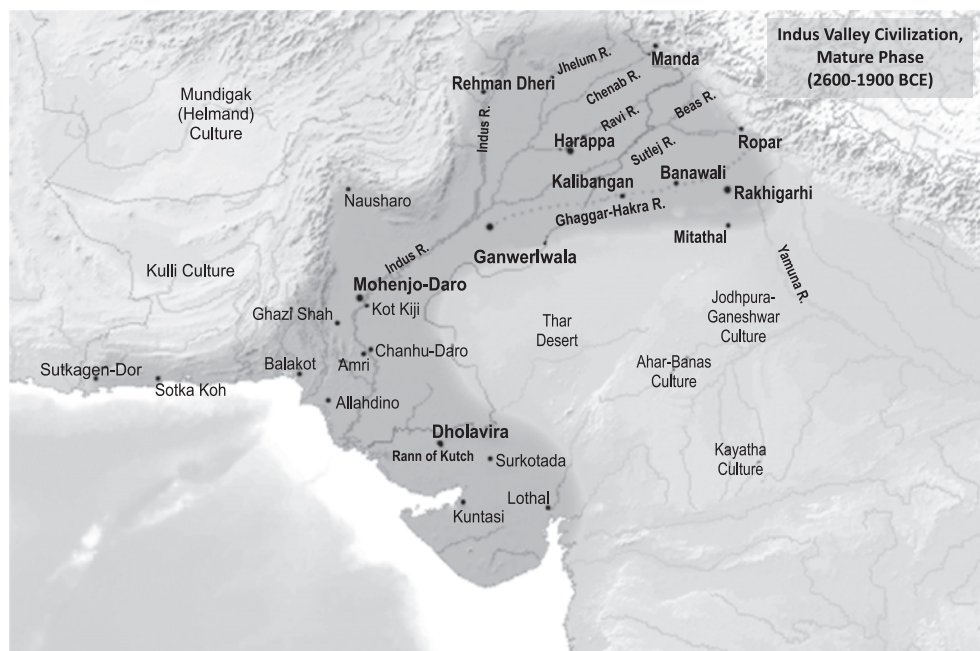 Indus Valley Civilization,
Mature Phase
(2600-1900 BCE)
Manda
Jhelum R.
Rehman Dheri
Chenab R.
Mundigak
(Helmand)
Culture
Beas R.
Ravi R.
Indus R.
Harappa
Ropar
Sutlej R.
Kalibangan
Banawali
Rakhigarhi
Nausharo
Ghaggar-Hakra R.
Mitathal
Indus R.
Ganwerlwala
Kulli Culture
Yamuna R.
Mohenjo-Daro
Kot Kiji
Jodhpura-
Ganeshwar
Culture
Ghazi Shah
Thar
Desert
Chanhu-Daro
Amri
Balakot
Ahar-Banas
Culture
Sutkagen-Dor
Sotka Koh
Allahdino
Dholavira
Rann of Kutch
Surkotada
Kayatha
Culture
Lothal
Kuntasi